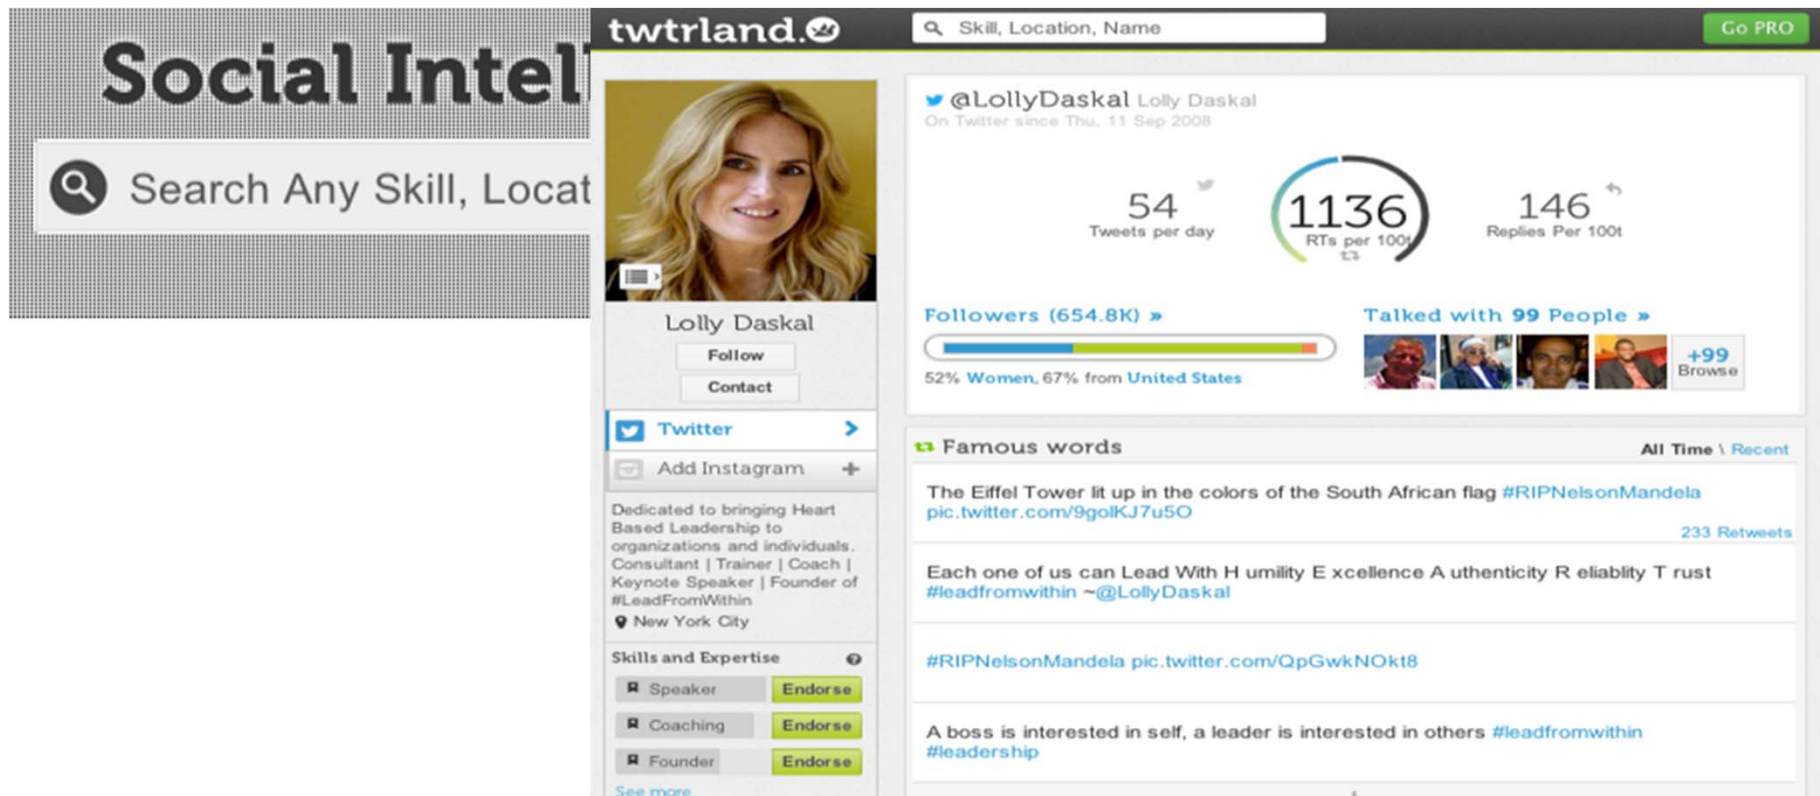 Social Intel
Search Any Skill, Locat
twtrland.
Skill, Location, Name
Go PRO
Lolly Daskal
Follow
Contact
Twitter
Add Instagram +
Dedicated to bringing Heart
Based Leadership to
organizations and individuals.
Consultant | Trainer | Coach |
Keynote Speaker | Founder of
#LeadFromWithin
New York City
Skills and Expertise ?
Speaker Endorse
Coaching Endorse
Founder Endorse
See more
@LollyDaskal Lolly Daskal
On Twitter since Thu, 11 Sep 2008
54
Tweets per day
1136
RTs per 100t
146
Replies Per 100t
Followers (654.8K) »
52% Women, 67% from United States
Talked with 99 People »
+99
Browse
Famous words
All Time \ Recent
The Eiffel Tower lit up in the colors of the South African flag #RIPNelsonMandela
pic.twitter.com/9golKJ7u5O
233 Retweets
Each one of us can Lead With H umility E xcellence A uthenticity R eliablity T rust
#leadfromwithin ~@LollyDaskal
#RIPNelsonMandela pic.twitter.com/QpGwkNOkt8
A boss is interested in self, a leader is interested in others #leadfromwithin
#leadership